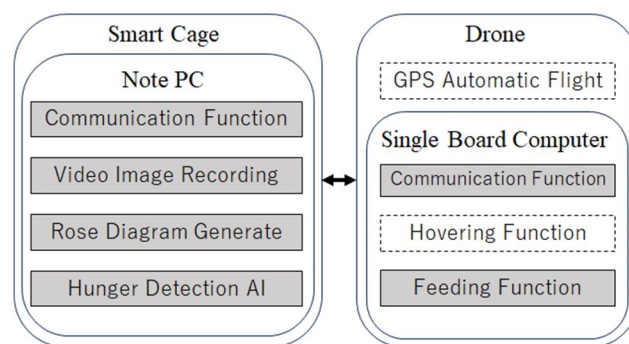 Smart Cage
Note PC
Communication Function
Video Image Recording
Rose Diagram Generate
Hunger Detection AI
Drone
GPS Automatic Flight
Single Board Computer
Communication Function
Hovering Function
Feeding Function